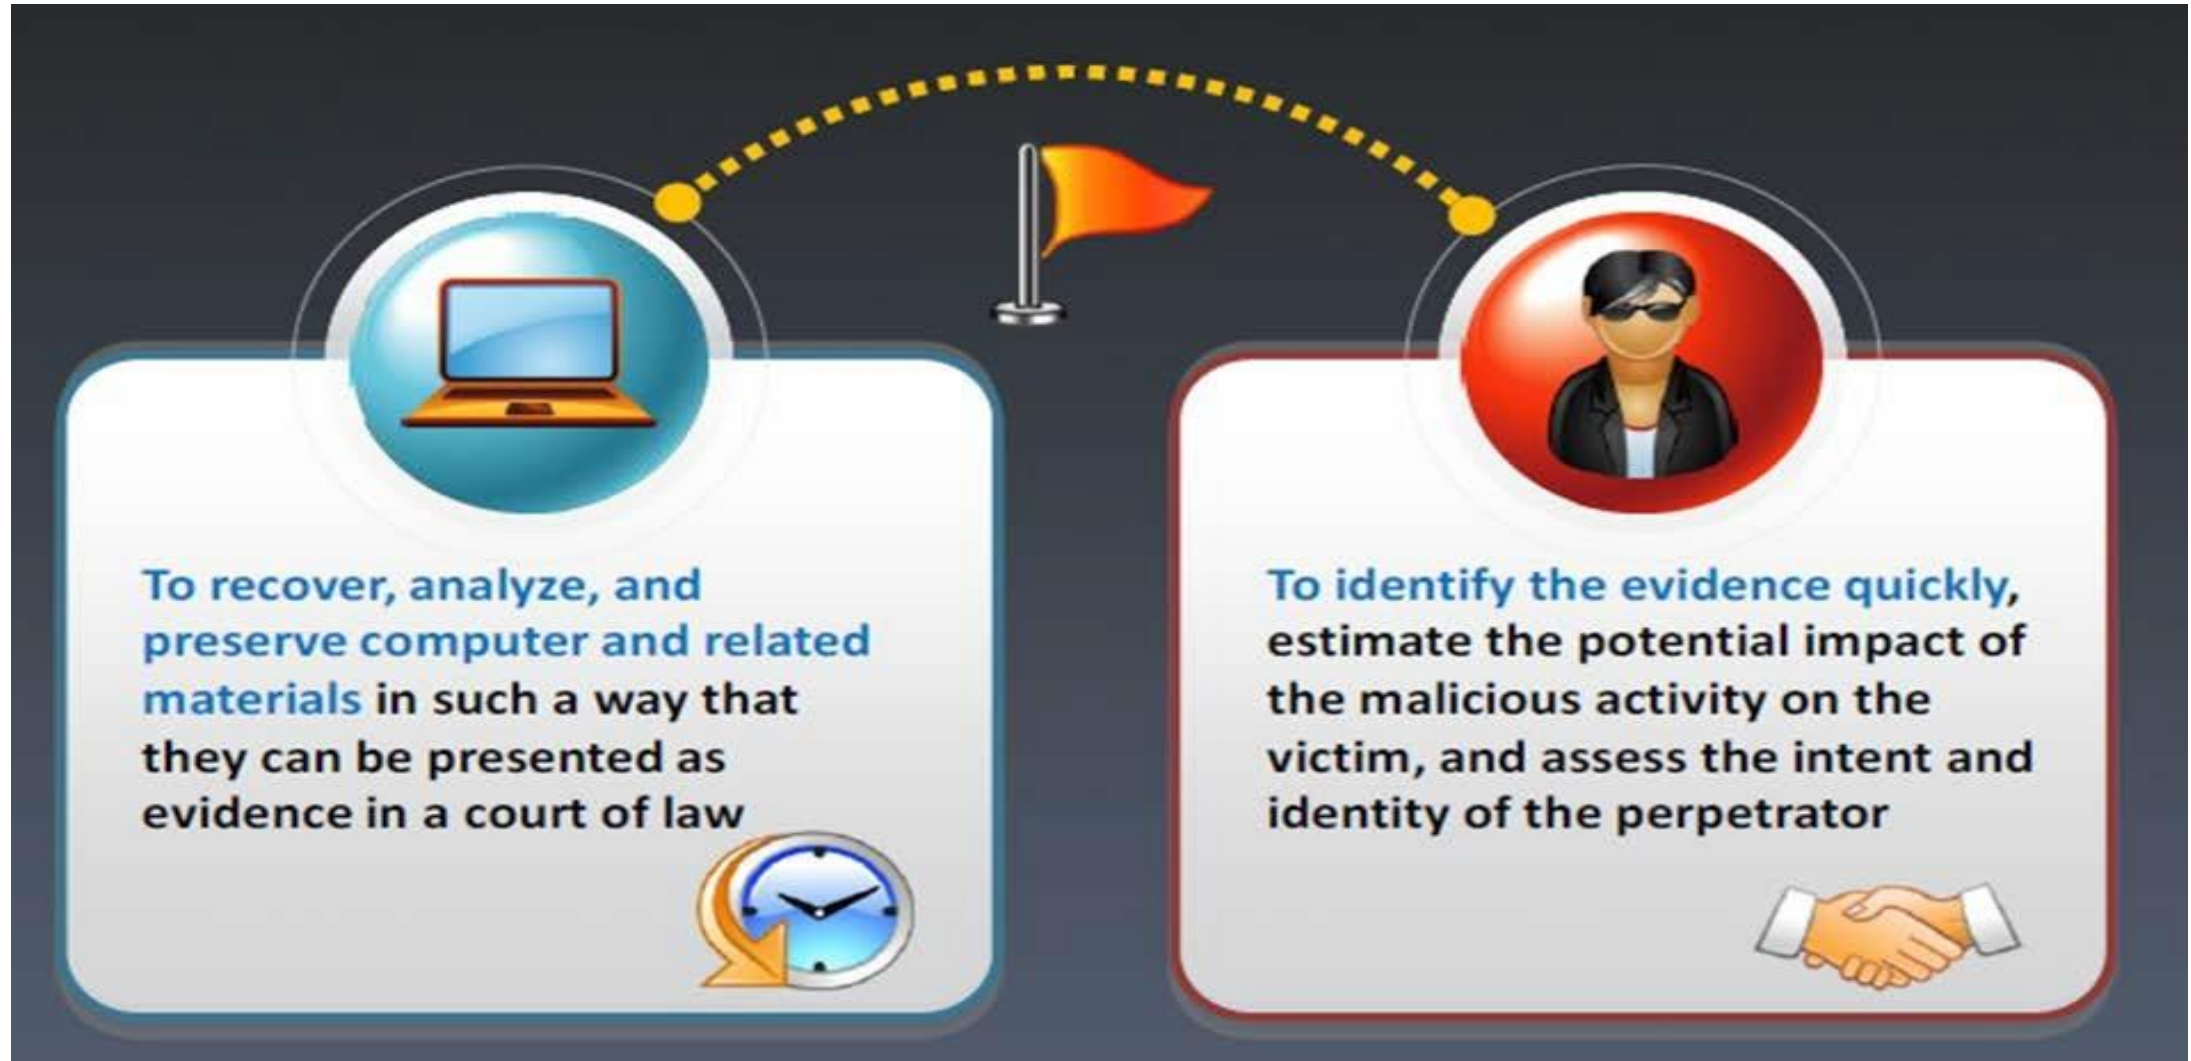 To recover, analyze, and
preserve computer and related
materials in such a way that
they can be presented as
evidence in a court of law
To identify the evidence quickly,
estimate the potential impact of
the malicious activity on the
victim, and assess the intent and
identity of the perpetrator